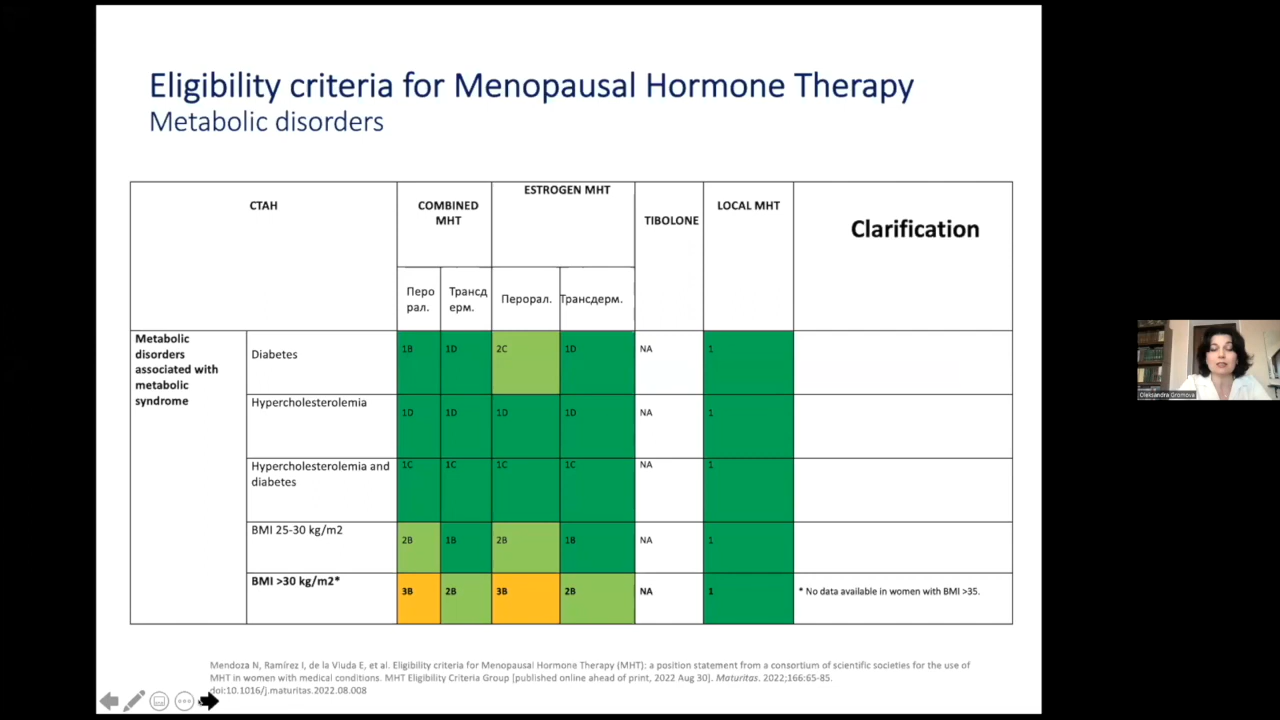 Eligibility criteria for Menopausal Hormone Therapy
Metabolic disorders
СТАН
COMBINED
MHT
ESTROGEN MHT
TIBOLONE
LOCAL MHT
Clarification
Перо
рал.
Трансд
ерм.
Перорал.
Трансдерм.
Metabolic
disorders
associated with
metabolic
syndrome
Diabetes
1B 1D 2C 1D NA 1
Hypercholesterolemia
1D 1D 1D 1D NA 1
Hypercholesterolemia and
diabetes
1C 1C 1C 1C NA 1
BMI 25-30 kg/m2
2B 1B 2B 1B NA 1
BMI >30 kg/m2*
3B 2B 3B 2B NA 1
* No data available in women with BMI >35.
Mendoza N, Ramírez I, de la Viuda E, et al. Eligibility criteria for Menopausal Hormone Therapy (MHT): a position statement from a consortium of scientific societies for the use of
MHT in women with medical conditions. MHT Eligibility Criteria Group [published online ahead of print, 2022 Aug 30]. Maturitas. 2022;166:65-85.
doi:10.1016/j.maturitas.2022.08.008
Oleksandra Gromova